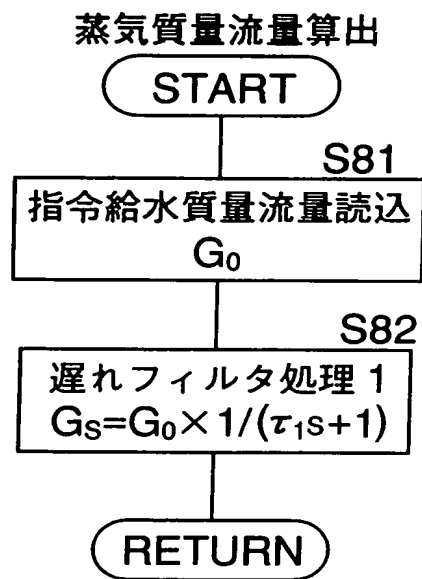 蒸気質量流量算出
START
S81
指令給水質量流量読込
G₀
S82
遅れフィルタ処理1
Gₛ=G₀×1/(τ₁s+1)
RETURN